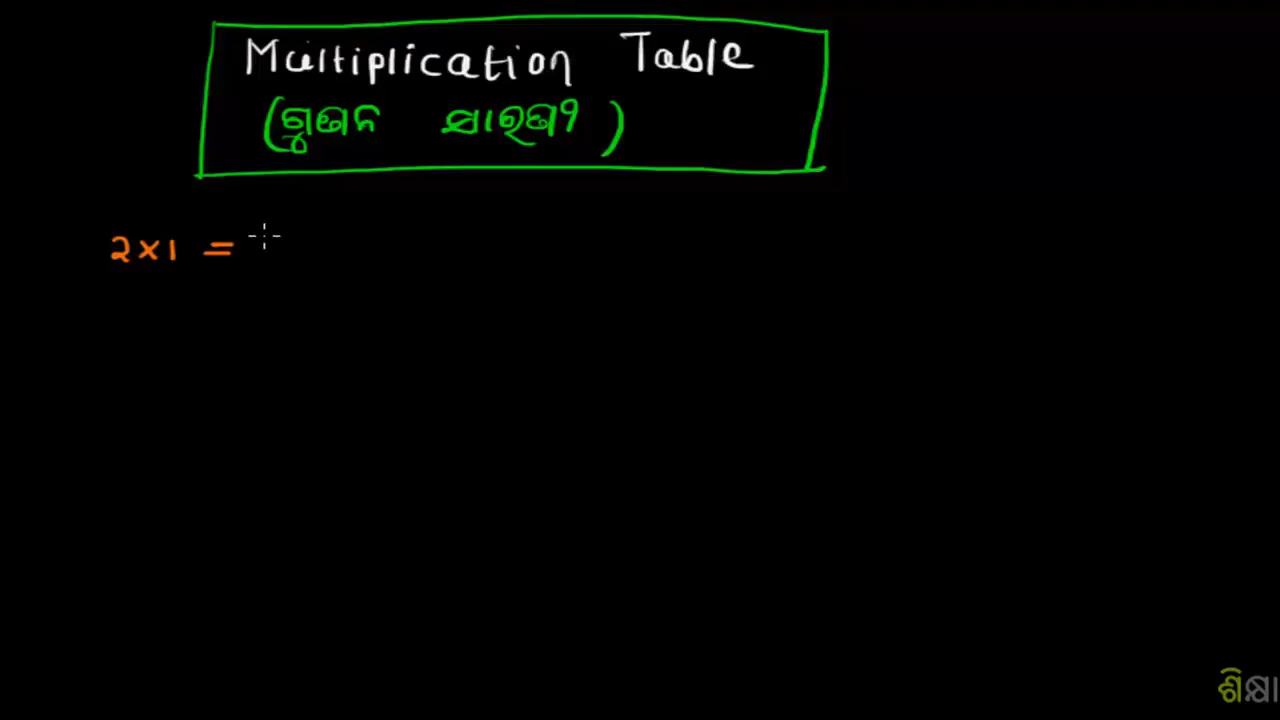 Multiplication Table
(ଗୁଣନ ସାରଣୀ)
2×1 =
ଶିକ୍ଷା